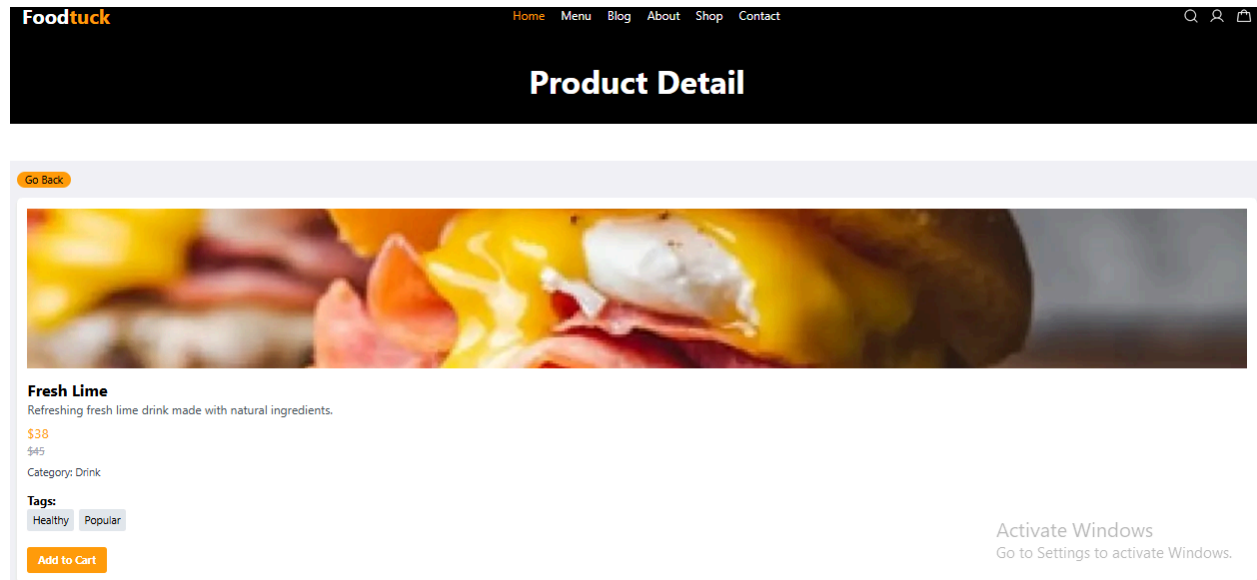 Foodtuck Home Menu Blog About Shop Contact
Product Detail
Go Back
Fresh Lime
Refreshing fresh lime drink made with natural ingredients.
$38
$45
Category: Drink
Tags:
Healthy Popular
Add to Cart
Activate Windows
Go to Settings to activate Windows.